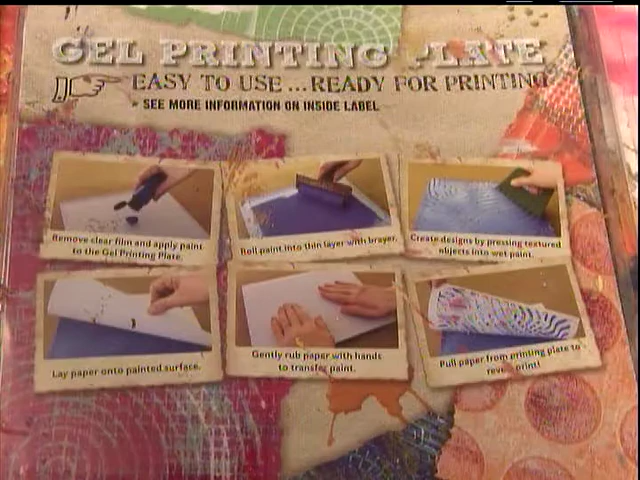 GEL PRINTING PLATE
EASY TO USE...READY FOR PRINTING
* SEE MORE INFORMATION ON INSIDE LABEL
Remove clear film and apply paint
to the Gel Printing Plate.
Roll paint into thin layer with brayer.
Create designs by pressing textured
objects into wet paint.
Lay paper onto painted surface.
Gently rub paper with hands
to transfer paint.
Pull paper from printing plate to
reveal print!